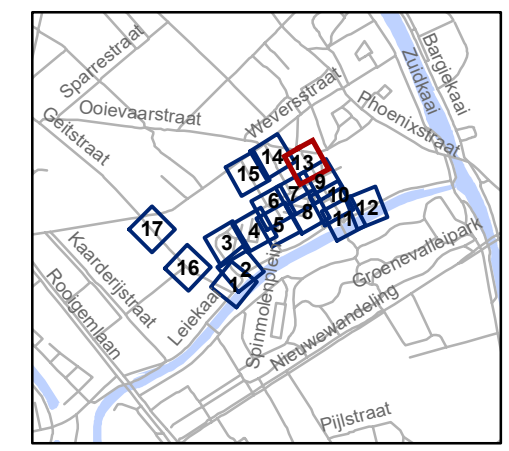 Sparrestraat
Ooievaarstraat
Geitstraat
Weversstraat
Phoenixstraat
Zuidkaai
Bargiekaai
14
13
15
9
7
10
6
8
11
12
5
4
3
17
16
2
1
Kaarderijstraat
Rooigemlaan
Leiekaai
Spinmolenplein
Groenevalleipark
Nieuwewandeling
Pijlstraat